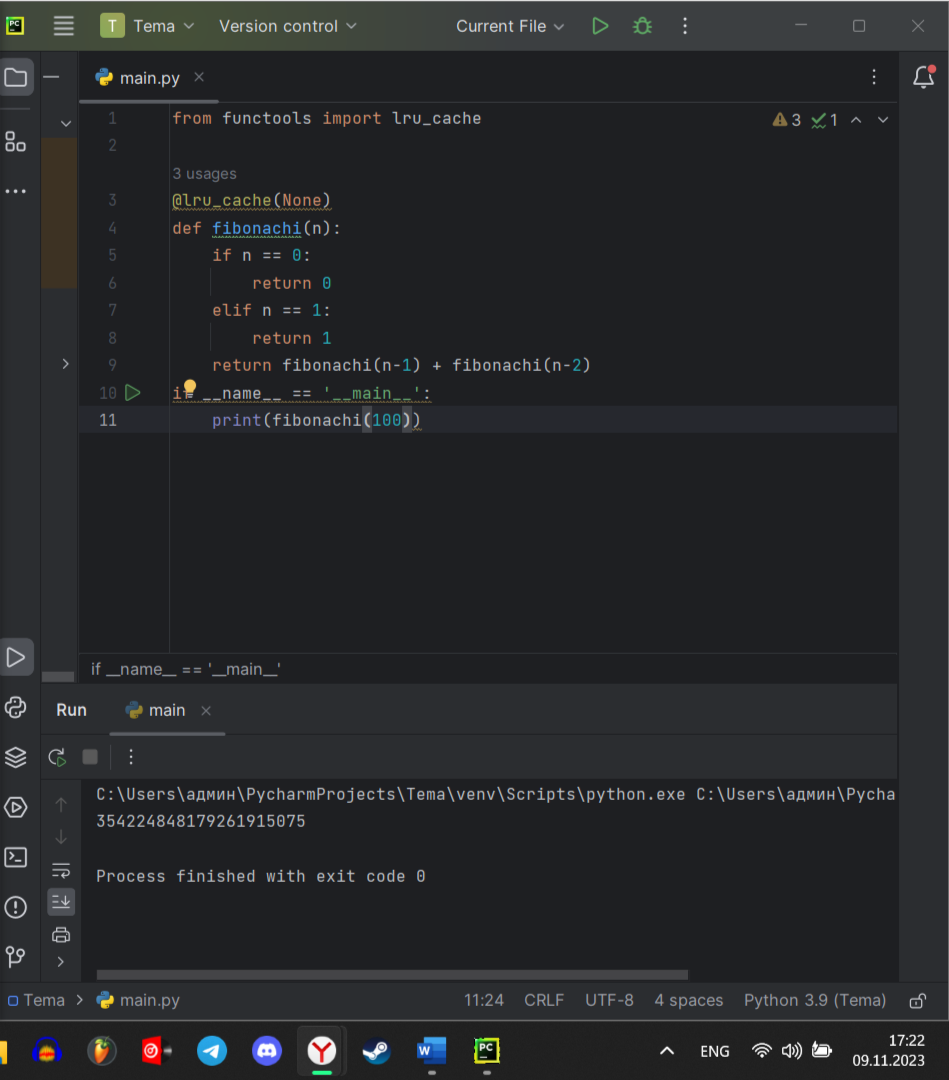 PC
T Tema Version control Current File
main.py
3 1
1 from functools import lru_cache
2
3 usages
3 @lru_cache(None)
4 def fibonachi(n):
5 if n == 0:
6 return 0
7 elif n == 1:
8 return 1
9 return fibonachi(n-1) + fibonachi(n-2)
10 if __name__ == '__main__':
11 print(fibonachi(100))
if __name__ == '__main__'
Run main
C:\Users\админ\PycharmProjects\Tema\venv\Scripts\python.exe C:\Users\админ\Pycha
354224848179261915075
Process finished with exit code 0
Tema > main.py 11:24 CRLF UTF-8 4 spaces Python 3.9 (Tema)
W PC ENG 17:22
09.11.2023